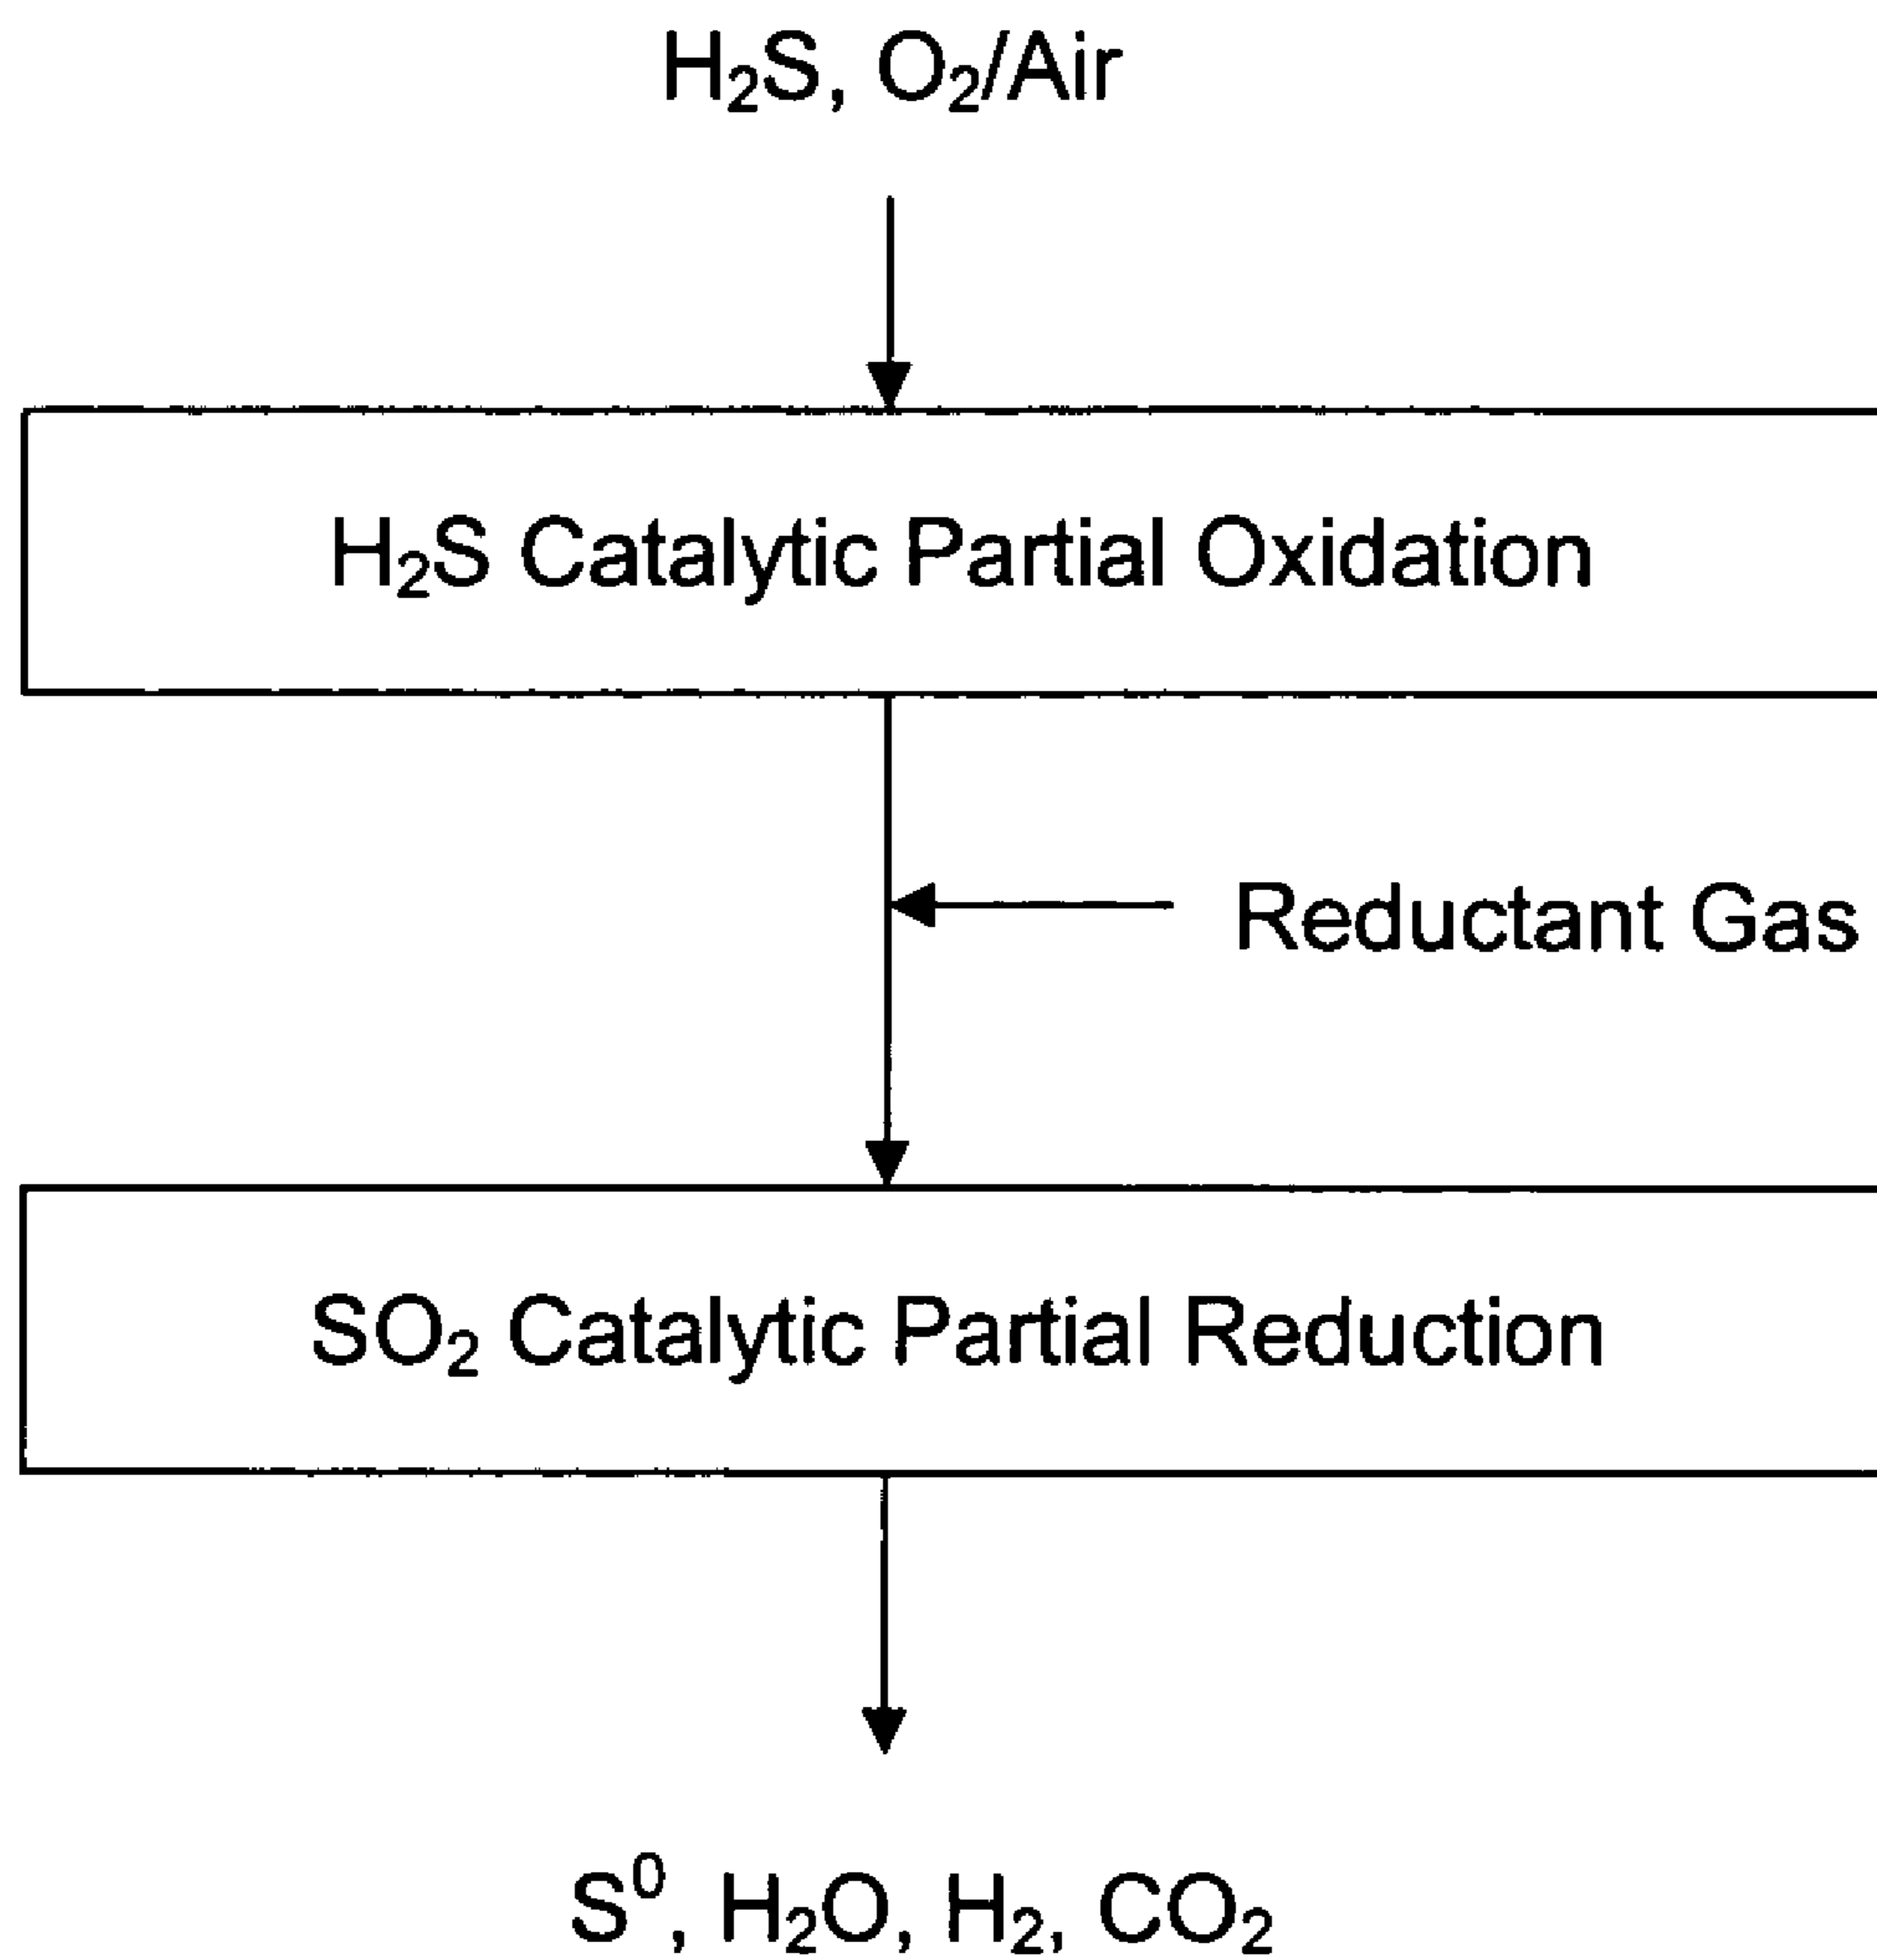 H₂S, O₂/Air
H₂S Catalytic Partial Oxidation
Reductant Gas
SO₂ Catalytic Partial Reduction
S⁰, H₂O, H₂, CO₂